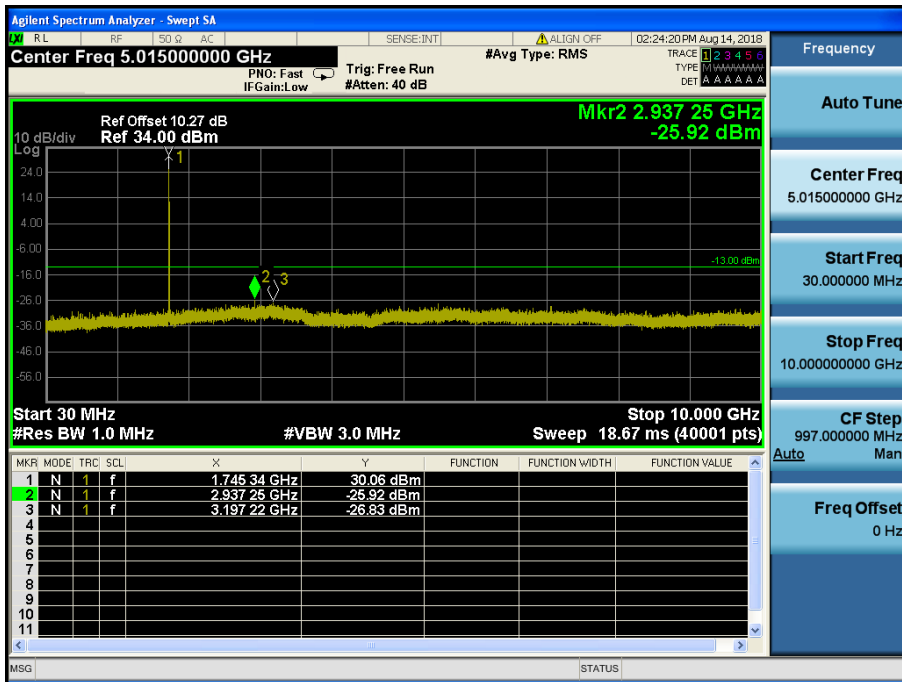 Agilent Spectrum Analyzer - Swept SA
LXI RL RF 50 Ω AC SENSE:INT ALIGN OFF 02:24:20PM Aug 14, 2018
Center Freq 5.015000000 GHz #Avg Type: RMS TRACE 1 2 3 4 5 6
PNO: Fast Trig: Free Run TYPE MWWWWW
IFGain:Low #Atten: 40 dB DET A A A A A A
Mkr2 2.937 25 GHz
-25.92 dBm
Ref Offset 10.27 dB
10 dB/div Ref 34.00 dBm
Log
1
24.0
14.0
4.00
-6.00
-13.00 dBm
-16.0
2 3
-26.0
-36.0
-46.0
-56.0
Start 30 MHz Stop 10.000 GHz
#Res BW 1.0 MHz #VBW 3.0 MHz Sweep 18.67 ms (40001 pts)
MKR MODE TRC SCL X Y FUNCTION FUNCTION WIDTH FUNCTION VALUE
1 N 1 f 1.745 34 GHz 30.06 dBm
2 N 1 f 2.937 25 GHz -25.92 dBm
3 N 1 f 3.197 22 GHz -26.83 dBm
4
5
6
7
8
9
10
11
MSG STATUS
Frequency
Auto Tune
Center Freq
5.015000000 GHz
Start Freq
30.000000 MHz
Stop Freq
10.000000000 GHz
CF Step
997.000000 MHz
Auto Man
Freq Offset
0 Hz